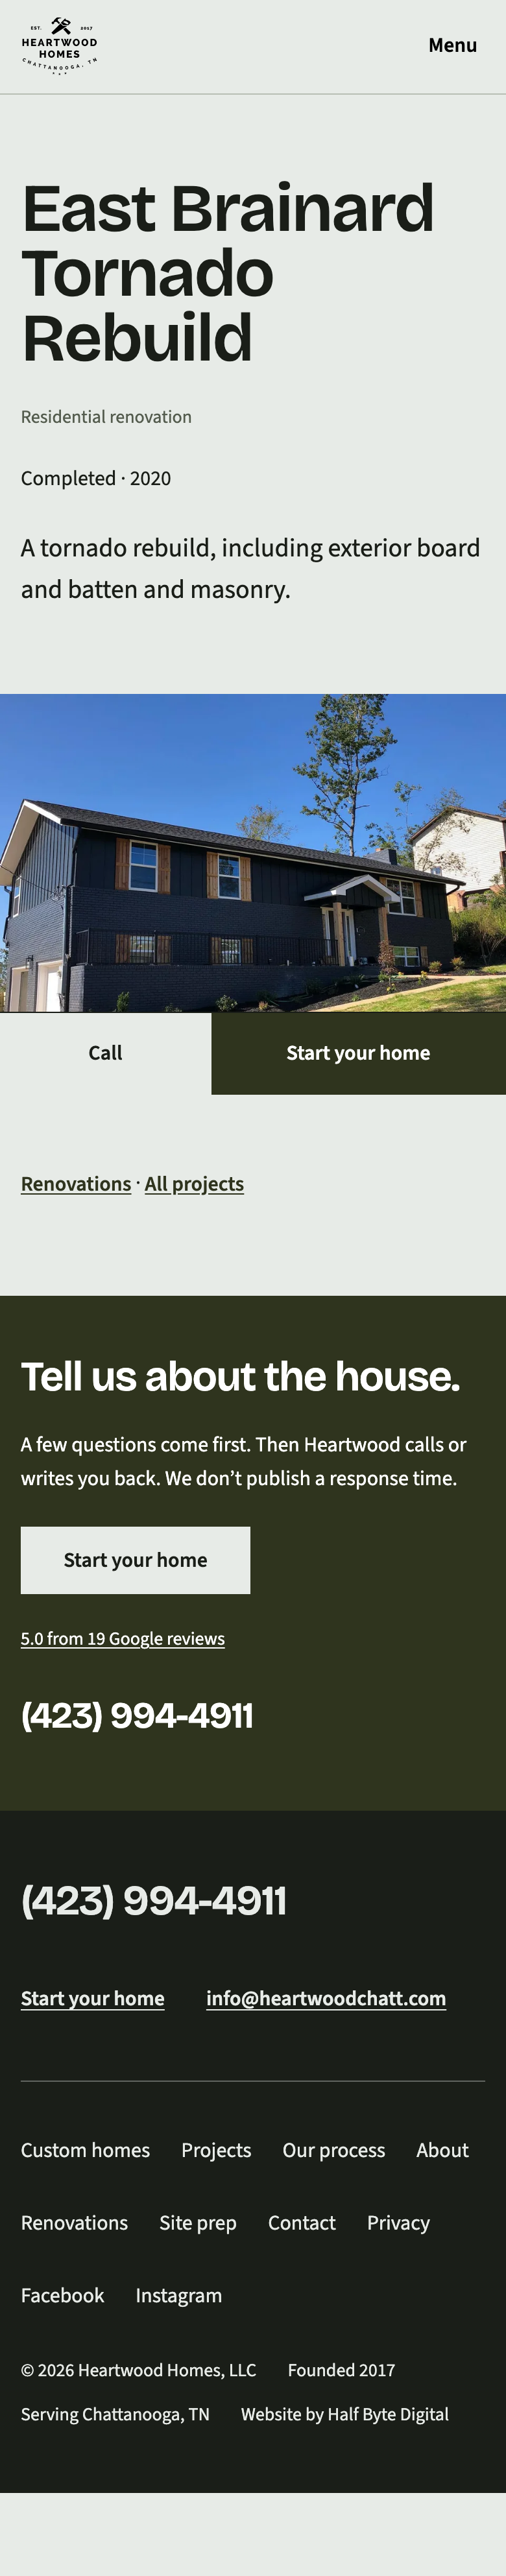 EST. 2017
HEARTWOOD
HOMES
CHATTANOOGA, TN
Menu
East Brainard
Tornado
Rebuild
Residential renovation
Completed · 2020
A tornado rebuild, including exterior board
and batten and masonry.
Call
Start your home
Renovations · All projects
Tell us about the house.
A few questions come first. Then Heartwood calls or
writes you back. We don’t publish a response time.
Start your home
5.0 from 19 Google reviews
(423) 994-4911
(423) 994-4911
Start your home info@heartwoodchatt.com
Custom homes Projects Our process About
Renovations Site prep Contact Privacy
Facebook Instagram
© 2026 Heartwood Homes, LLC Founded 2017
Serving Chattanooga, TN Website by Half Byte Digital